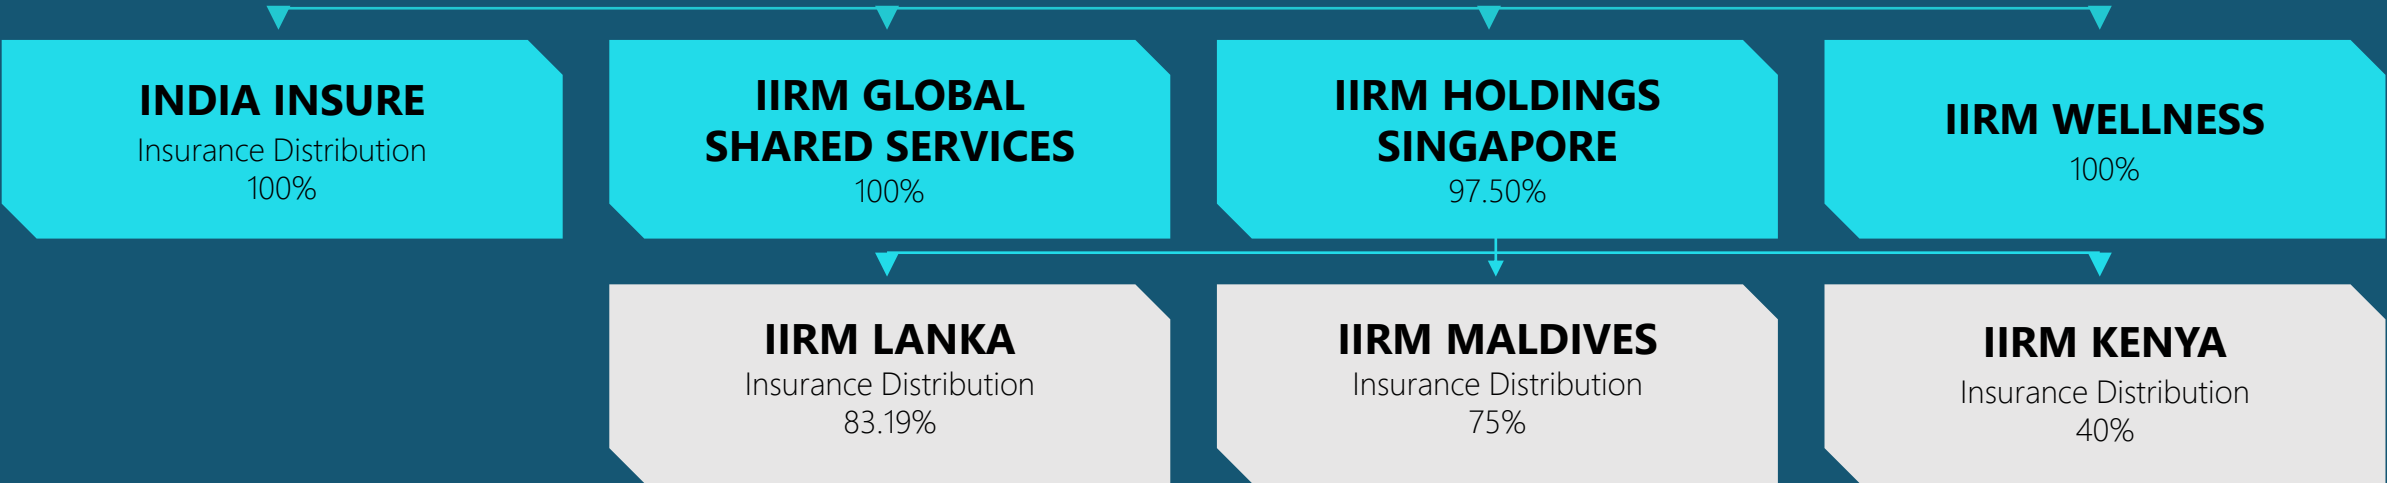 INDIA INSURE
Insurance Distribution
100%
IIRM GLOBAL
SHARED SERVICES
100%
IIRM HOLDINGS
SINGAPORE
97.50%
IIRM WELLNESS
100%
IIRM LANKA
Insurance Distribution
83.19%
IIRM MALDIVES
Insurance Distribution
75%
IIRM KENYA
Insurance Distribution
40%